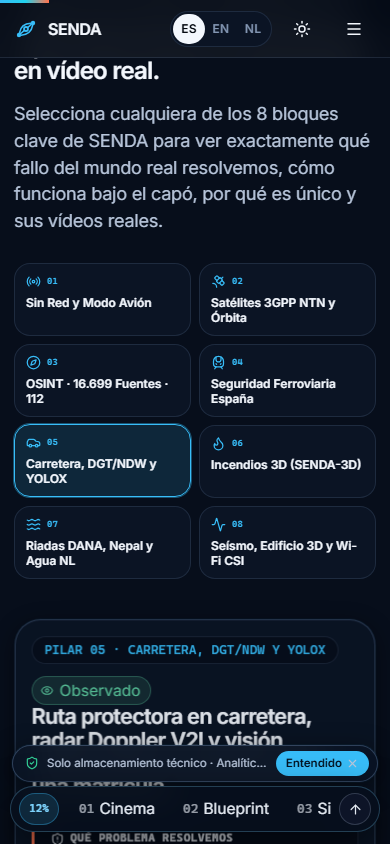 SENDA
ES EN NL
en vídeo real.
Selecciona cualquiera de los 8 bloques
clave de SENDA para ver exactamente qué
fallo del mundo real resolvemos, cómo
funciona bajo el capó, por qué es único y
sus vídeos reales.
01
Sin Red y Modo Avión
02
Satélites 3GPP NTN y
Órbita
03
OSINT · 16.699 Fuentes ·
112
04
Seguridad Ferroviaria
España
05
Carretera, DGT/NDW y
YOLOX
06
Incendios 3D (SENDA-3D)
07
Riadas DANA, Nepal y
Agua NL
08
Seísmo, Edificio 3D y Wi-
Fi CSI
PILAR 05 · CARRETERA, DGT/NDW Y YOLOX
Observado
Ruta protectora en carretera,
radar Doppler V2I y visión
Solo almacenamiento técnico · Analític...
Entendido ×
una matrícula
12% 01 Cinema 02 Blueprint 03 Si
QUÉ PROBLEMA RESOLVEMOS